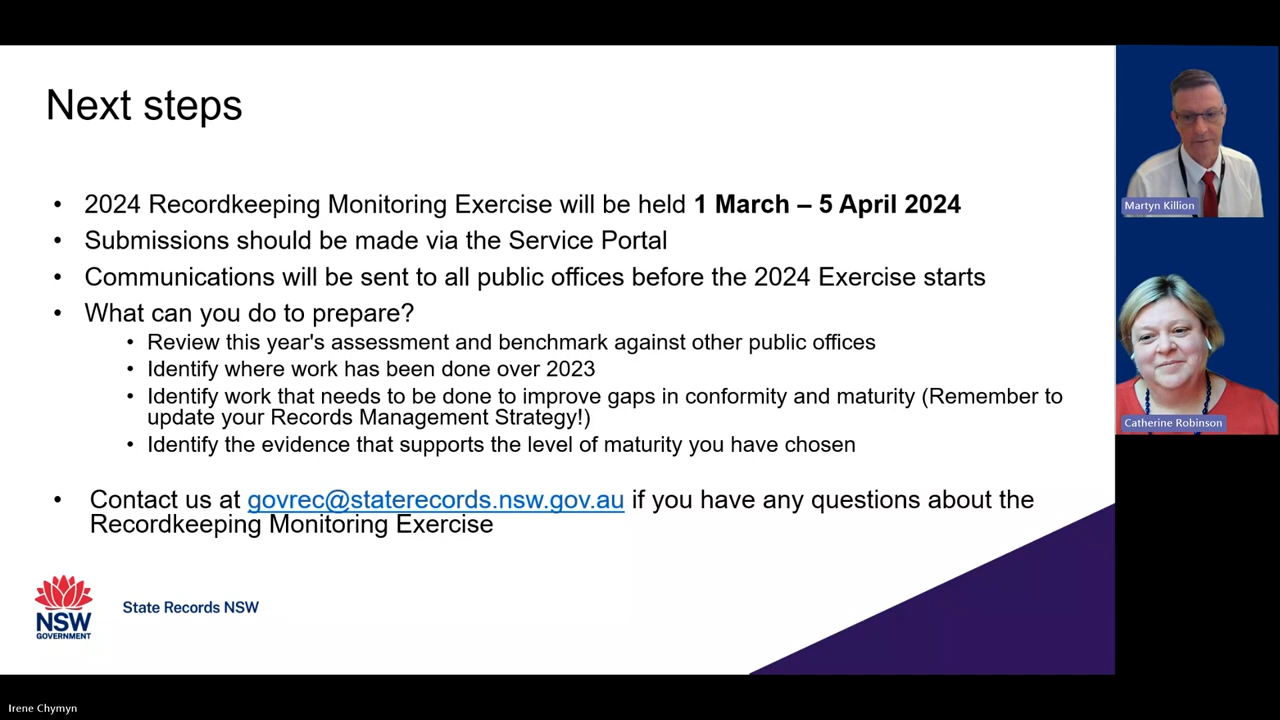 Next steps
• 2024 Recordkeeping Monitoring Exercise will be held 1 March – 5 April 2024
• Submissions should be made via the Service Portal
• Communications will be sent to all public offices before the 2024 Exercise starts
• What can you do to prepare?
• Review this year's assessment and benchmark against other public offices
• Identify where work has been done over 2023
• Identify work that needs to be done to improve gaps in conformity and maturity (Remember to
update your Records Management Strategy!)
• Identify the evidence that supports the level of maturity you have chosen
• Contact us at govrec@staterecords.nsw.gov.au if you have any questions about the
Recordkeeping Monitoring Exercise
NSW
GOVERNMENT
State Records NSW
Martyn Killion
Catherine Robinson
Irene Chymyn